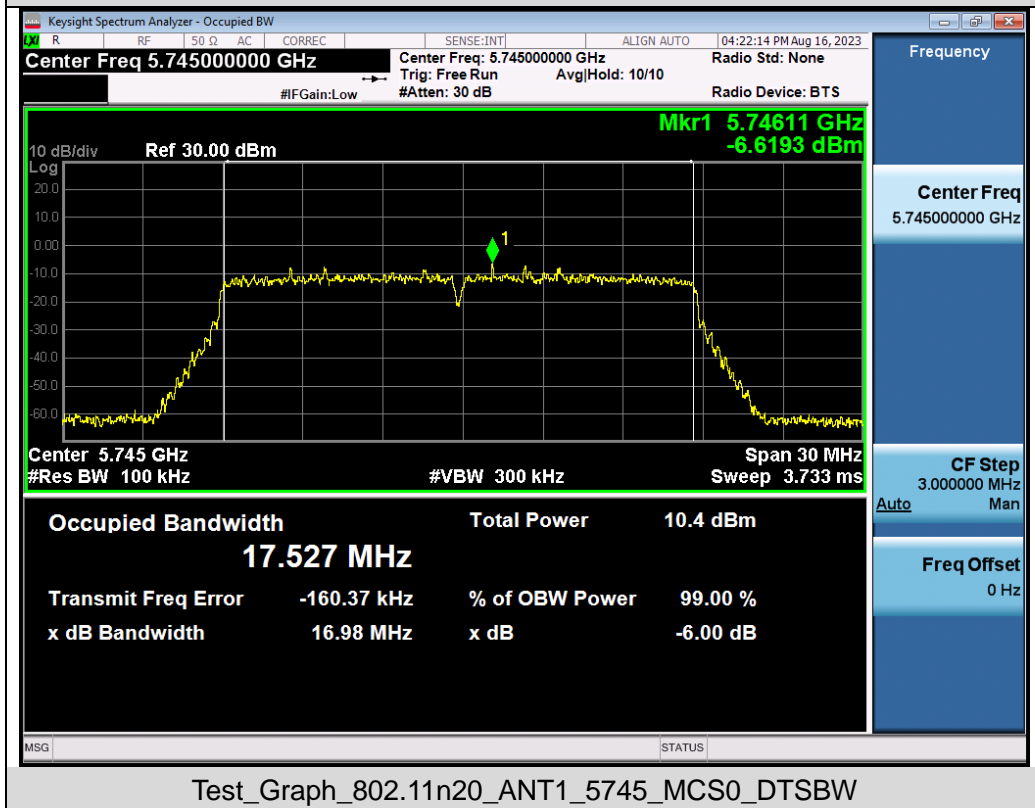 Keysight Spectrum Analyzer - Occupied BW
LXI R RF 50 Ω AC CORREC SENSE:INT ALIGN AUTO 04:22:14 PM Aug 16, 2023
Center Freq 5.745000000 GHz
Center Freq: 5.745000000 GHz Radio Std: None
Trig: Free Run Avg|Hold: 10/10
#IFGain:Low #Atten: 30 dB Radio Device: BTS
Frequency
Mkr1 5.74611 GHz
10 dB/div Ref 30.00 dBm -6.6193 dBm
Log
20.0
10.0
0.00
-10.0
-20.0
-30.0
-40.0
-50.0
-60.0
1
Center 5.745 GHz Span 30 MHz
#Res BW 100 kHz #VBW 300 kHz Sweep 3.733 ms
Center Freq
5.745000000 GHz
CF Step
3.000000 MHz
Auto Man
Freq Offset
0 Hz
Occupied Bandwidth Total Power 10.4 dBm
17.527 MHz
Transmit Freq Error -160.37 kHz % of OBW Power 99.00 %
x dB Bandwidth 16.98 MHz x dB -6.00 dB
MSG STATUS
Test_Graph_802.11n20_ANT1_5745_MCS0_DTSBW